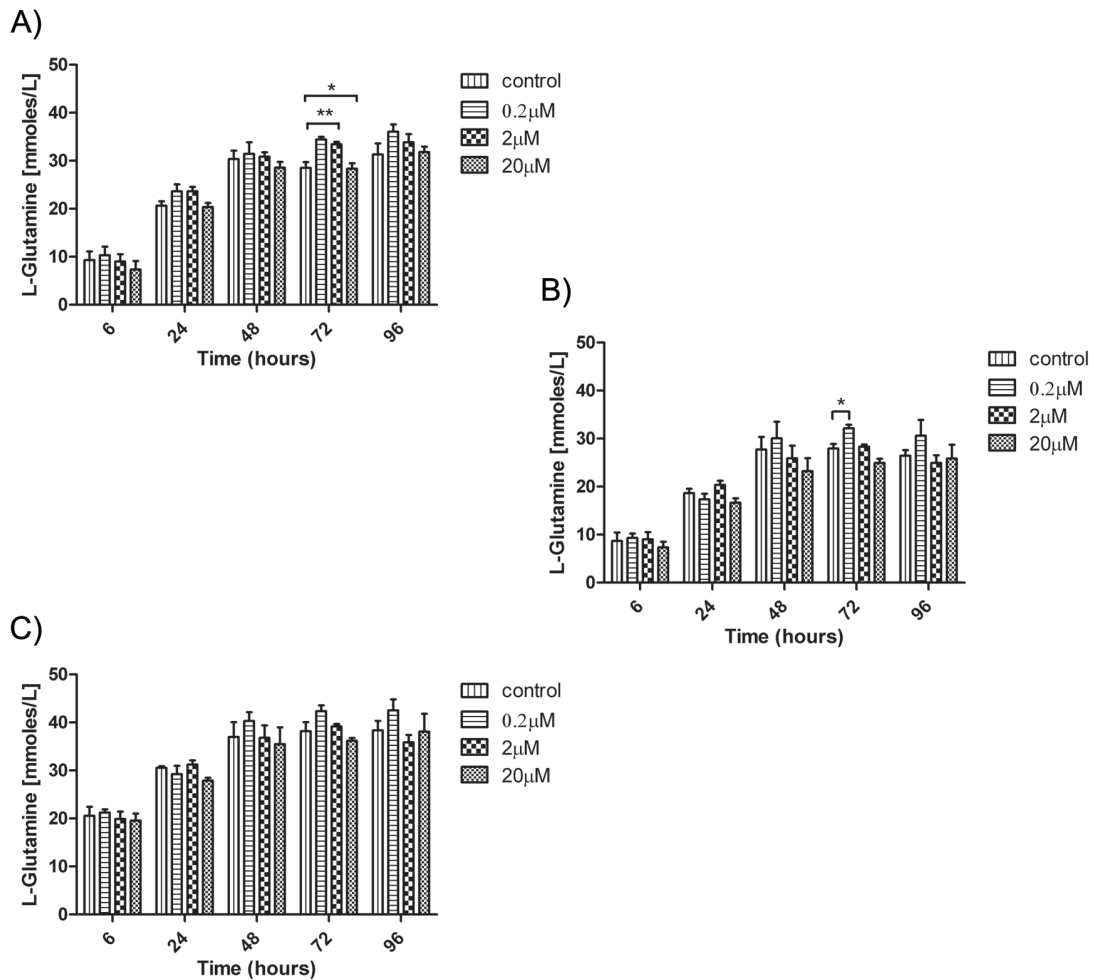 A)
L-Glutamine [mmoles/L]
50
40
30
20
10
0
*
**
6
24
48
72
96
Time (hours)
control
0.2μM
2μM
20μM
B)
L-Glutamine [mmoles/L]
50
40
30
20
10
0
*
6
24
48
72
96
Time (hours)
control
0.2μM
2μM
20μM
C)
L-Glutamine [mmoles/L]
50
40
30
20
10
0
6
24
48
72
96
Time (hours)
control
0.2μM
2μM
20μM